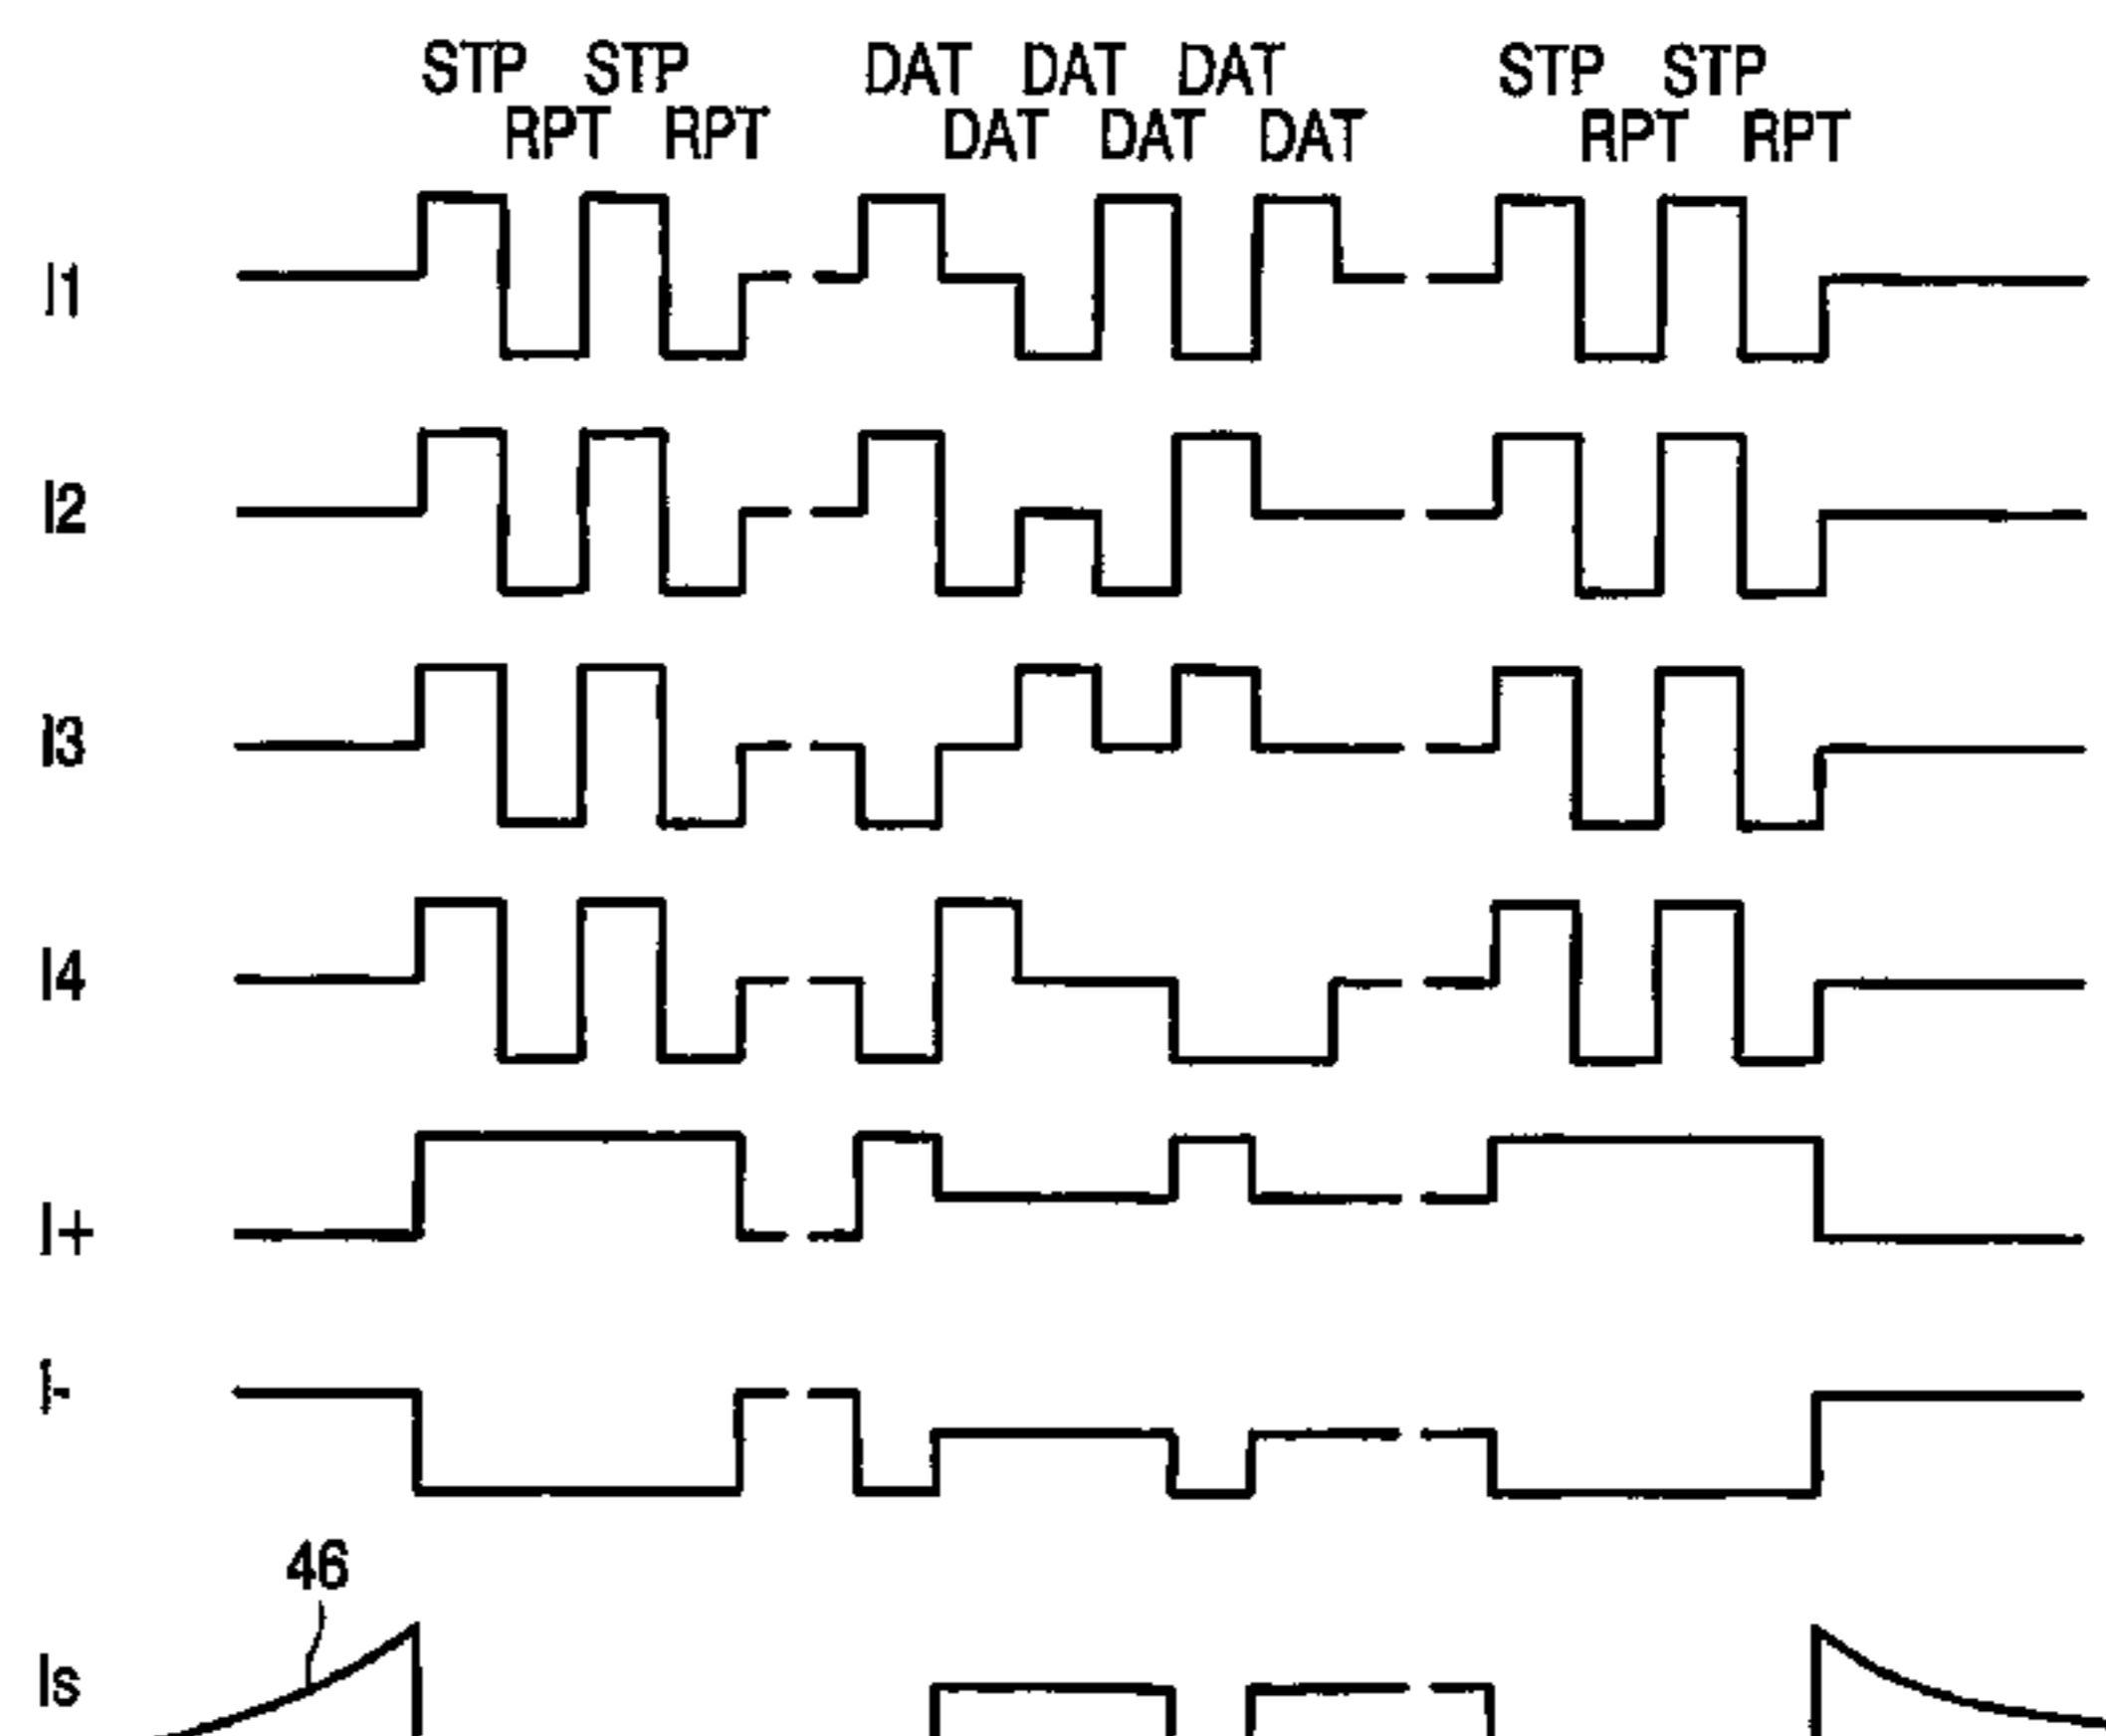 STP STP DAT DAT DAT STP STP
RPT RPT DAT DAT DAT RPT RPT
I1
I2
I3
I4
I+
I-
46
Is